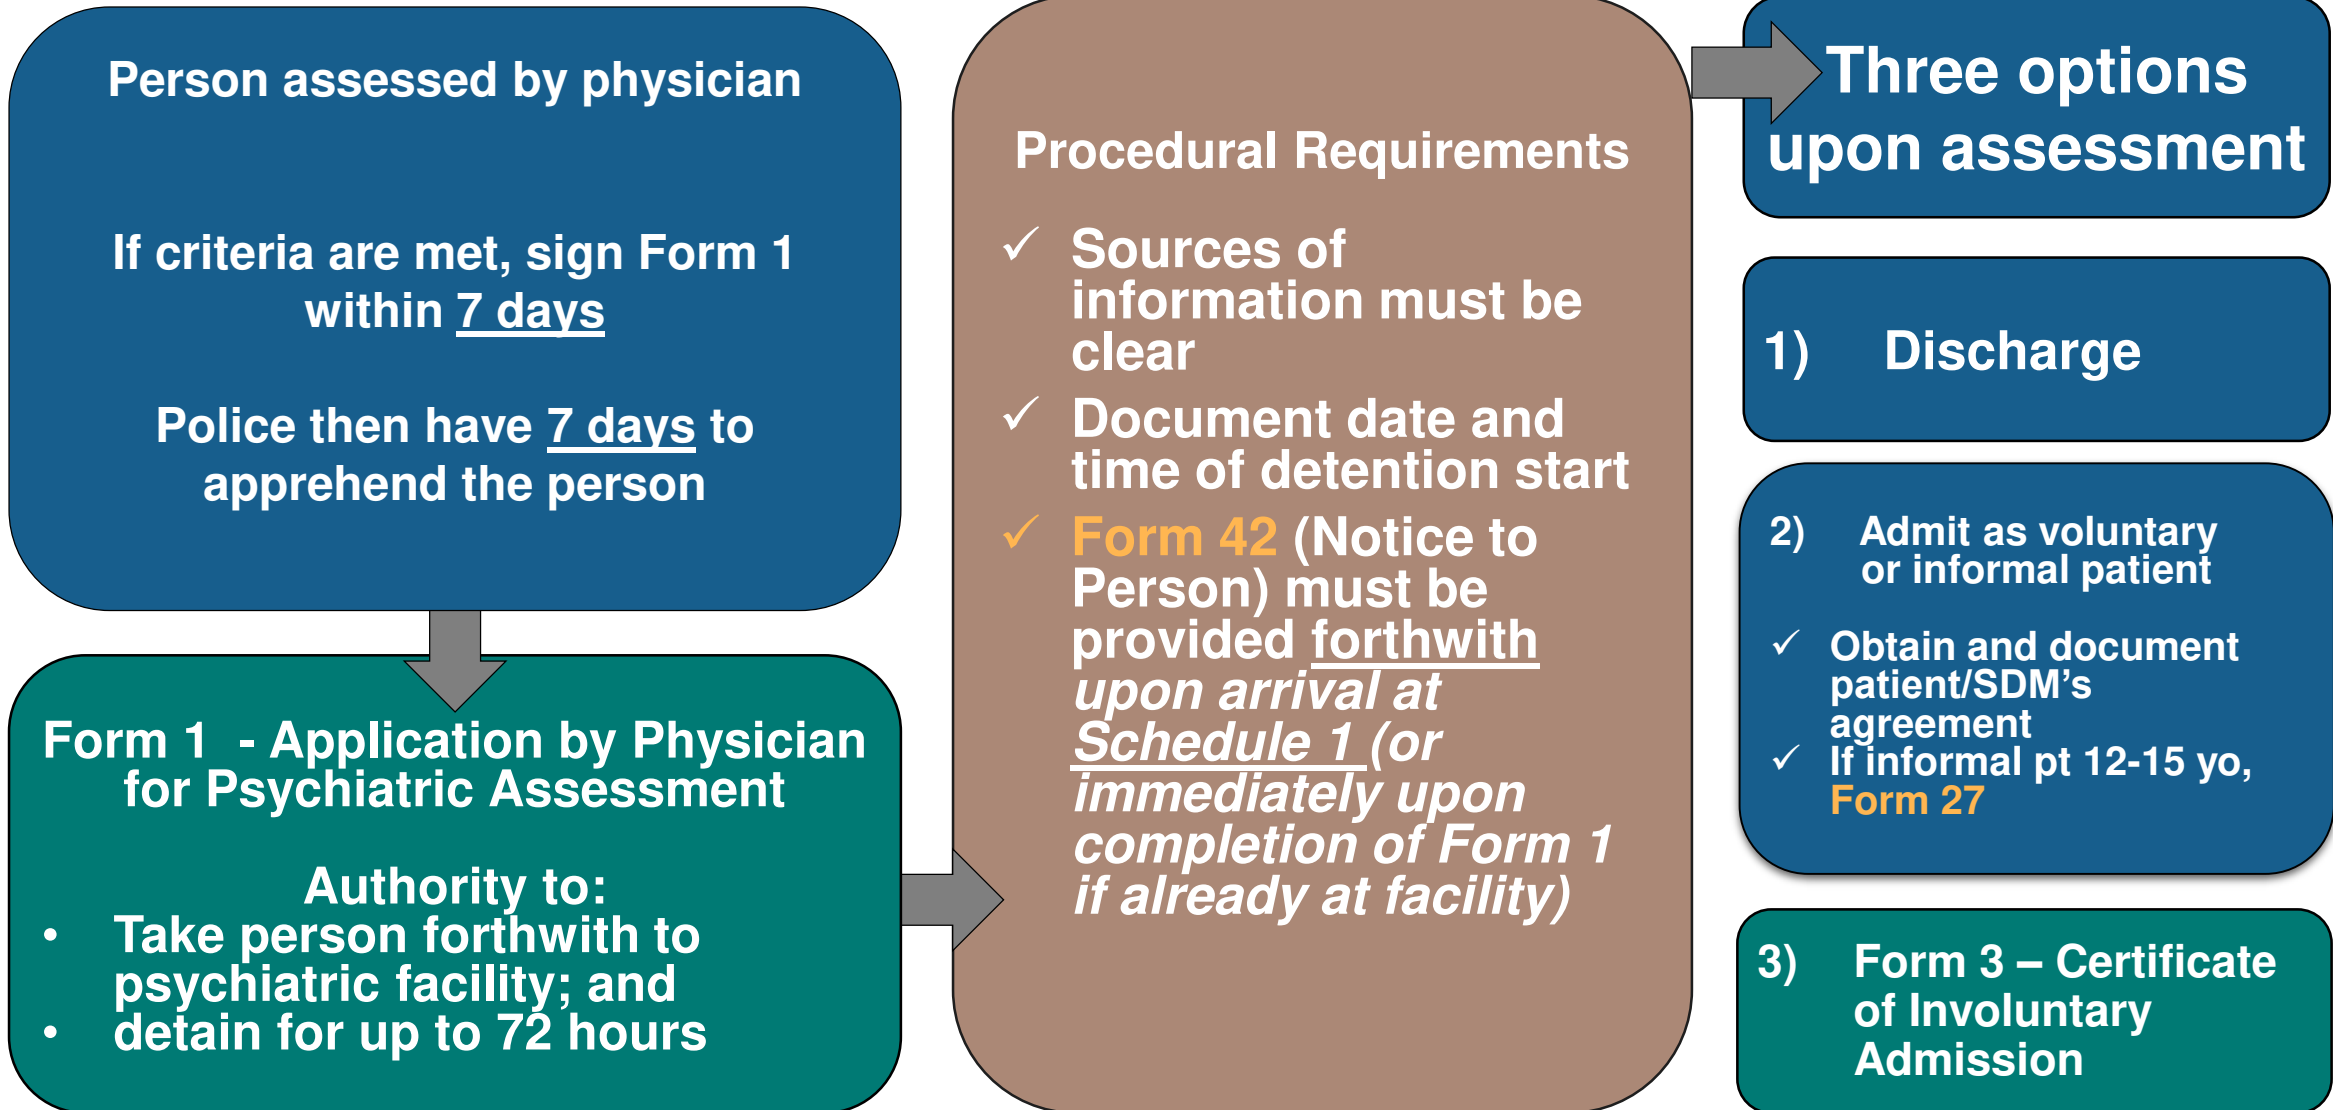 Person assessed by physician
If criteria are met, sign Form 1
within 7 days
Police then have 7 days to
apprehend the person
Form 1 - Application by Physician
for Psychiatric Assessment
Authority to:
• Take person forthwith to
psychiatric facility; and
• detain for up to 72 hours
Procedural Requirements
✓ Sources of
information must be
clear
✓ Document date and
time of detention start
✓ Form 42 (Notice to
Person) must be
provided forthwith
upon arrival at
Schedule 1 (or
immediately upon
completion of Form 1
if already at facility)
Three options
upon assessment
1) Discharge
2) Admit as voluntary
or informal patient
✓ Obtain and document
patient/SDM’s
agreement
✓ If informal pt 12-15 yo,
Form 27
3) Form 3 – Certificate
of Involuntary
Admission